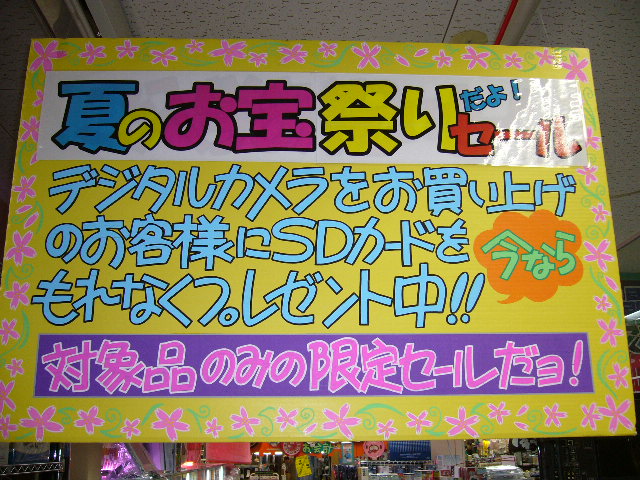 夏のお宝祭りだよ!セール
デジタルカメラをお買い上げ
のお客様にSDカードを
今なら
もれなくプレゼント中!!
対象品のみの限定セールだョ!